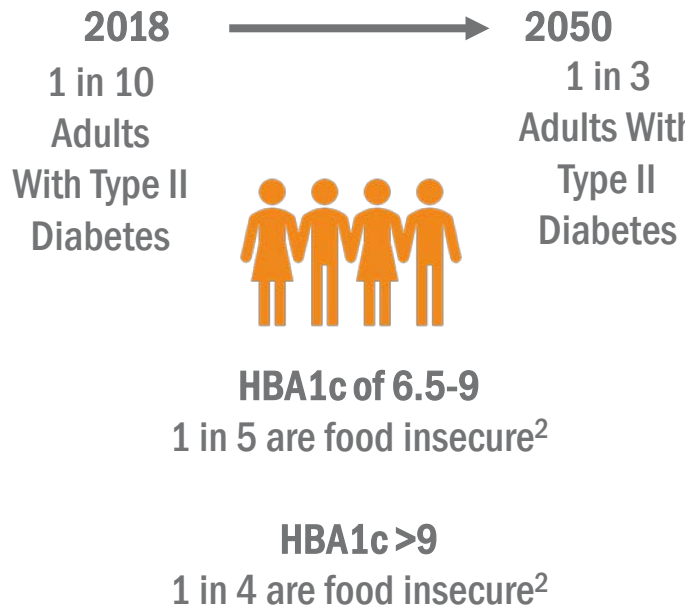 2018
1 in 10
Adults
With Type II
Diabetes
2050
1 in 3
Adults With
Type II
Diabetes
HBA1c of 6.5-9
1 in 5 are food insecure²
HBA1c >9
1 in 4 are food insecure²